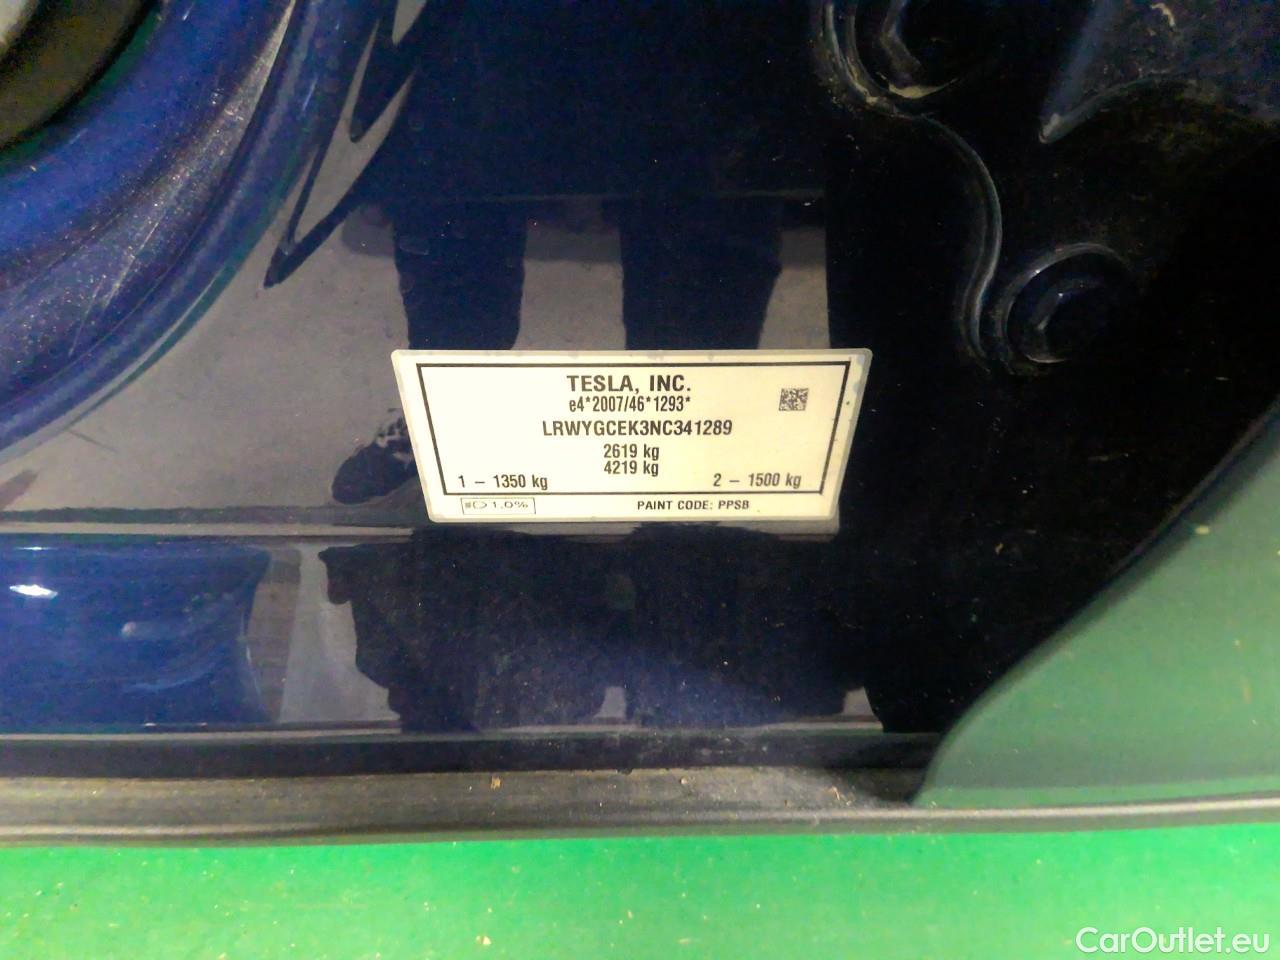 TESLA, INC.
e4*2007/46*1293*
LRWYGCEK3NC341289
2619 kg
4219 kg
1 – 1350 kg 2 – 1500 kg
1,0% PAINT CODE: PPSB
CarOutlet.eu